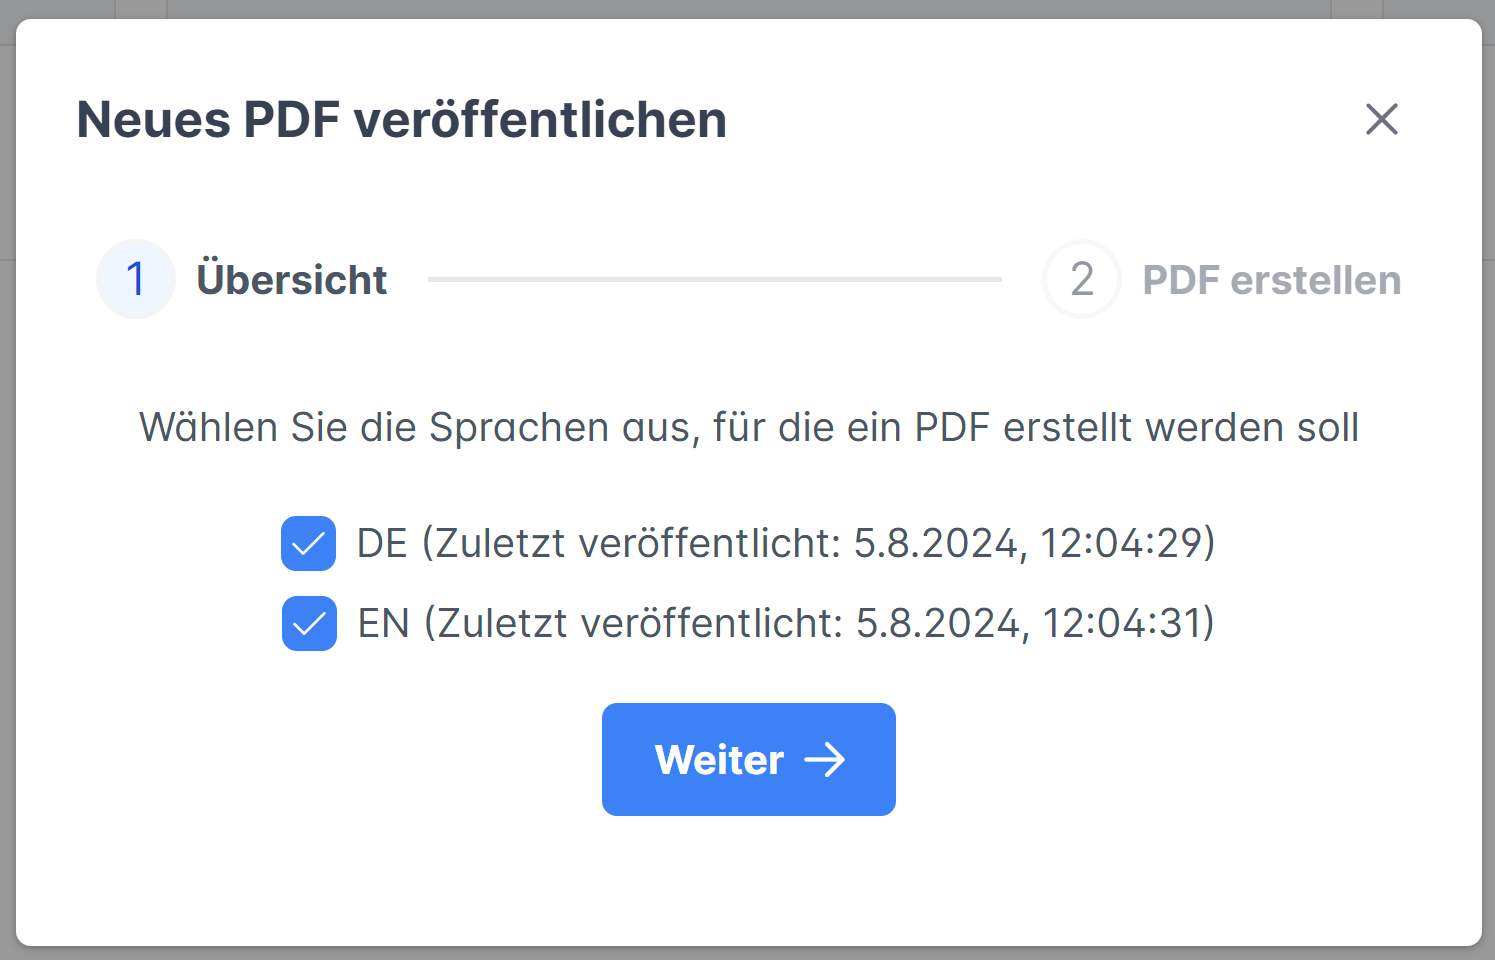 Neues PDF veröffentlichen
1 Übersicht 2 PDF erstellen
Wählen Sie die Sprachen aus, für die ein PDF erstellt werden soll
DE (Zuletzt veröffentlicht: 5.8.2024, 12:04:29)
EN (Zuletzt veröffentlicht: 5.8.2024, 12:04:31)
Weiter